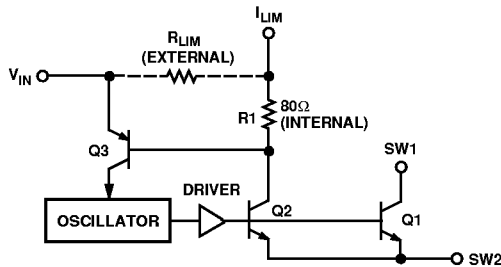 I_LIM
R_LIM
(EXTERNAL)
V_IN
80Ω
R1
(INTERNAL)
Q3
SW1
DRIVER
Q2
Q1
OSCILLATOR
SW2